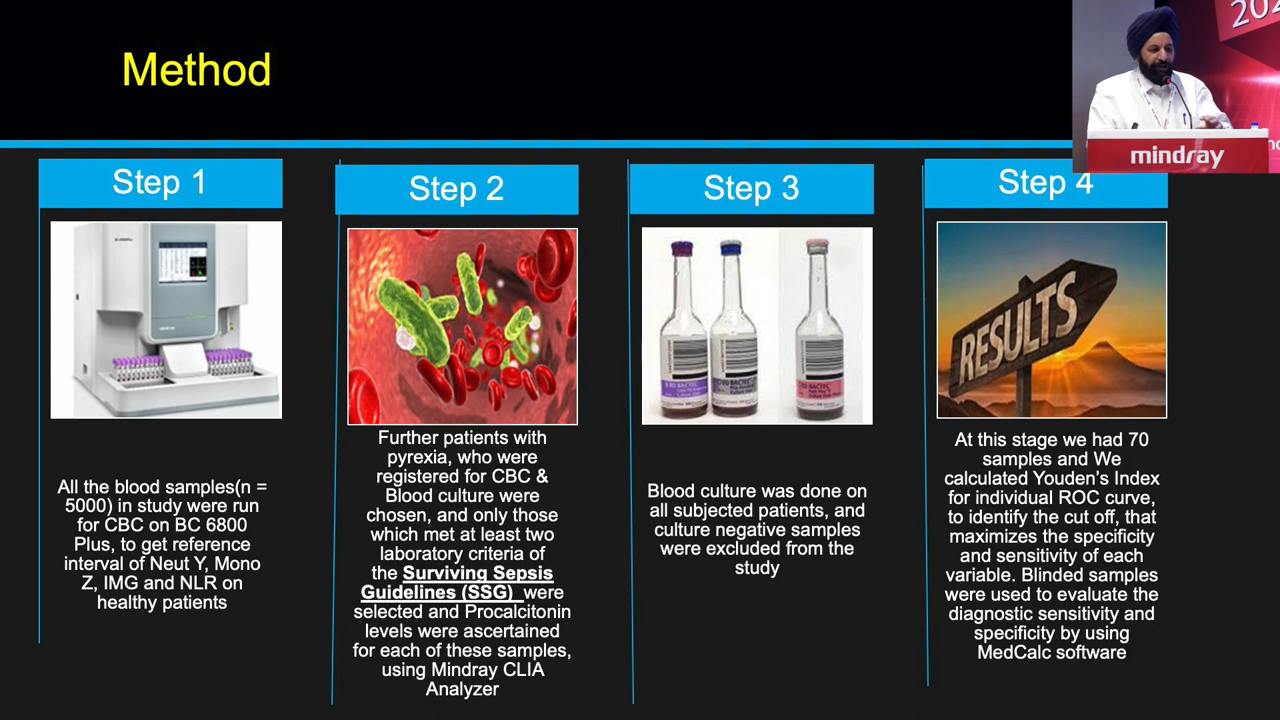 Method
202
mindray
Step 1
Step 2
Step 3
Step 4
RESULTS
All the blood samples(n =
5000) in study were run
for CBC on BC 6800
Plus, to get reference
interval of Neut Y, Mono
Z, IMG and NLR on
healthy patients
Further patients with
pyrexia, who were
registered for CBC &
Blood culture were
chosen, and only those
which met at least two
laboratory criteria of
the Surviving Sepsis
Guidelines (SSG) were
selected and Procalcitonin
levels were ascertained
for each of these samples,
using Mindray CLIA
Analyzer
BACTEC
BACTEC
BACTEC
Blood culture was done on
all subjected patients, and
culture negative samples
were excluded from the
study
At this stage we had 70
samples and We
calculated Youden's Index
for individual ROC curve,
to identify the cut off, that
maximizes the specificity
and sensitivity of each
variable. Blinded samples
were used to evaluate the
diagnostic sensitivity and
specificity by using
MedCalc software